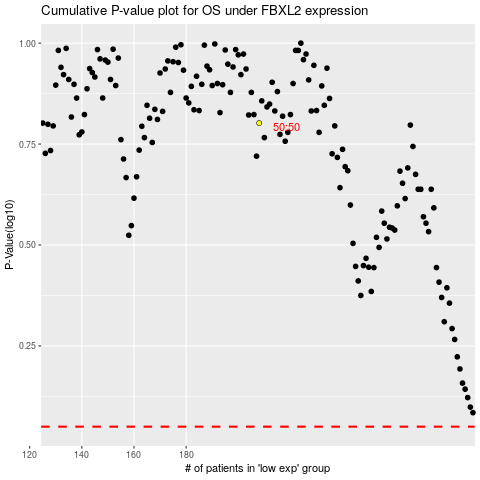 Cumulative P-value plot for OS under FBXL2 expression
P-Value(log10)
1.00
0.75
0.50
0.25
50:50
120 140 160 180
# of patients in 'low exp' group